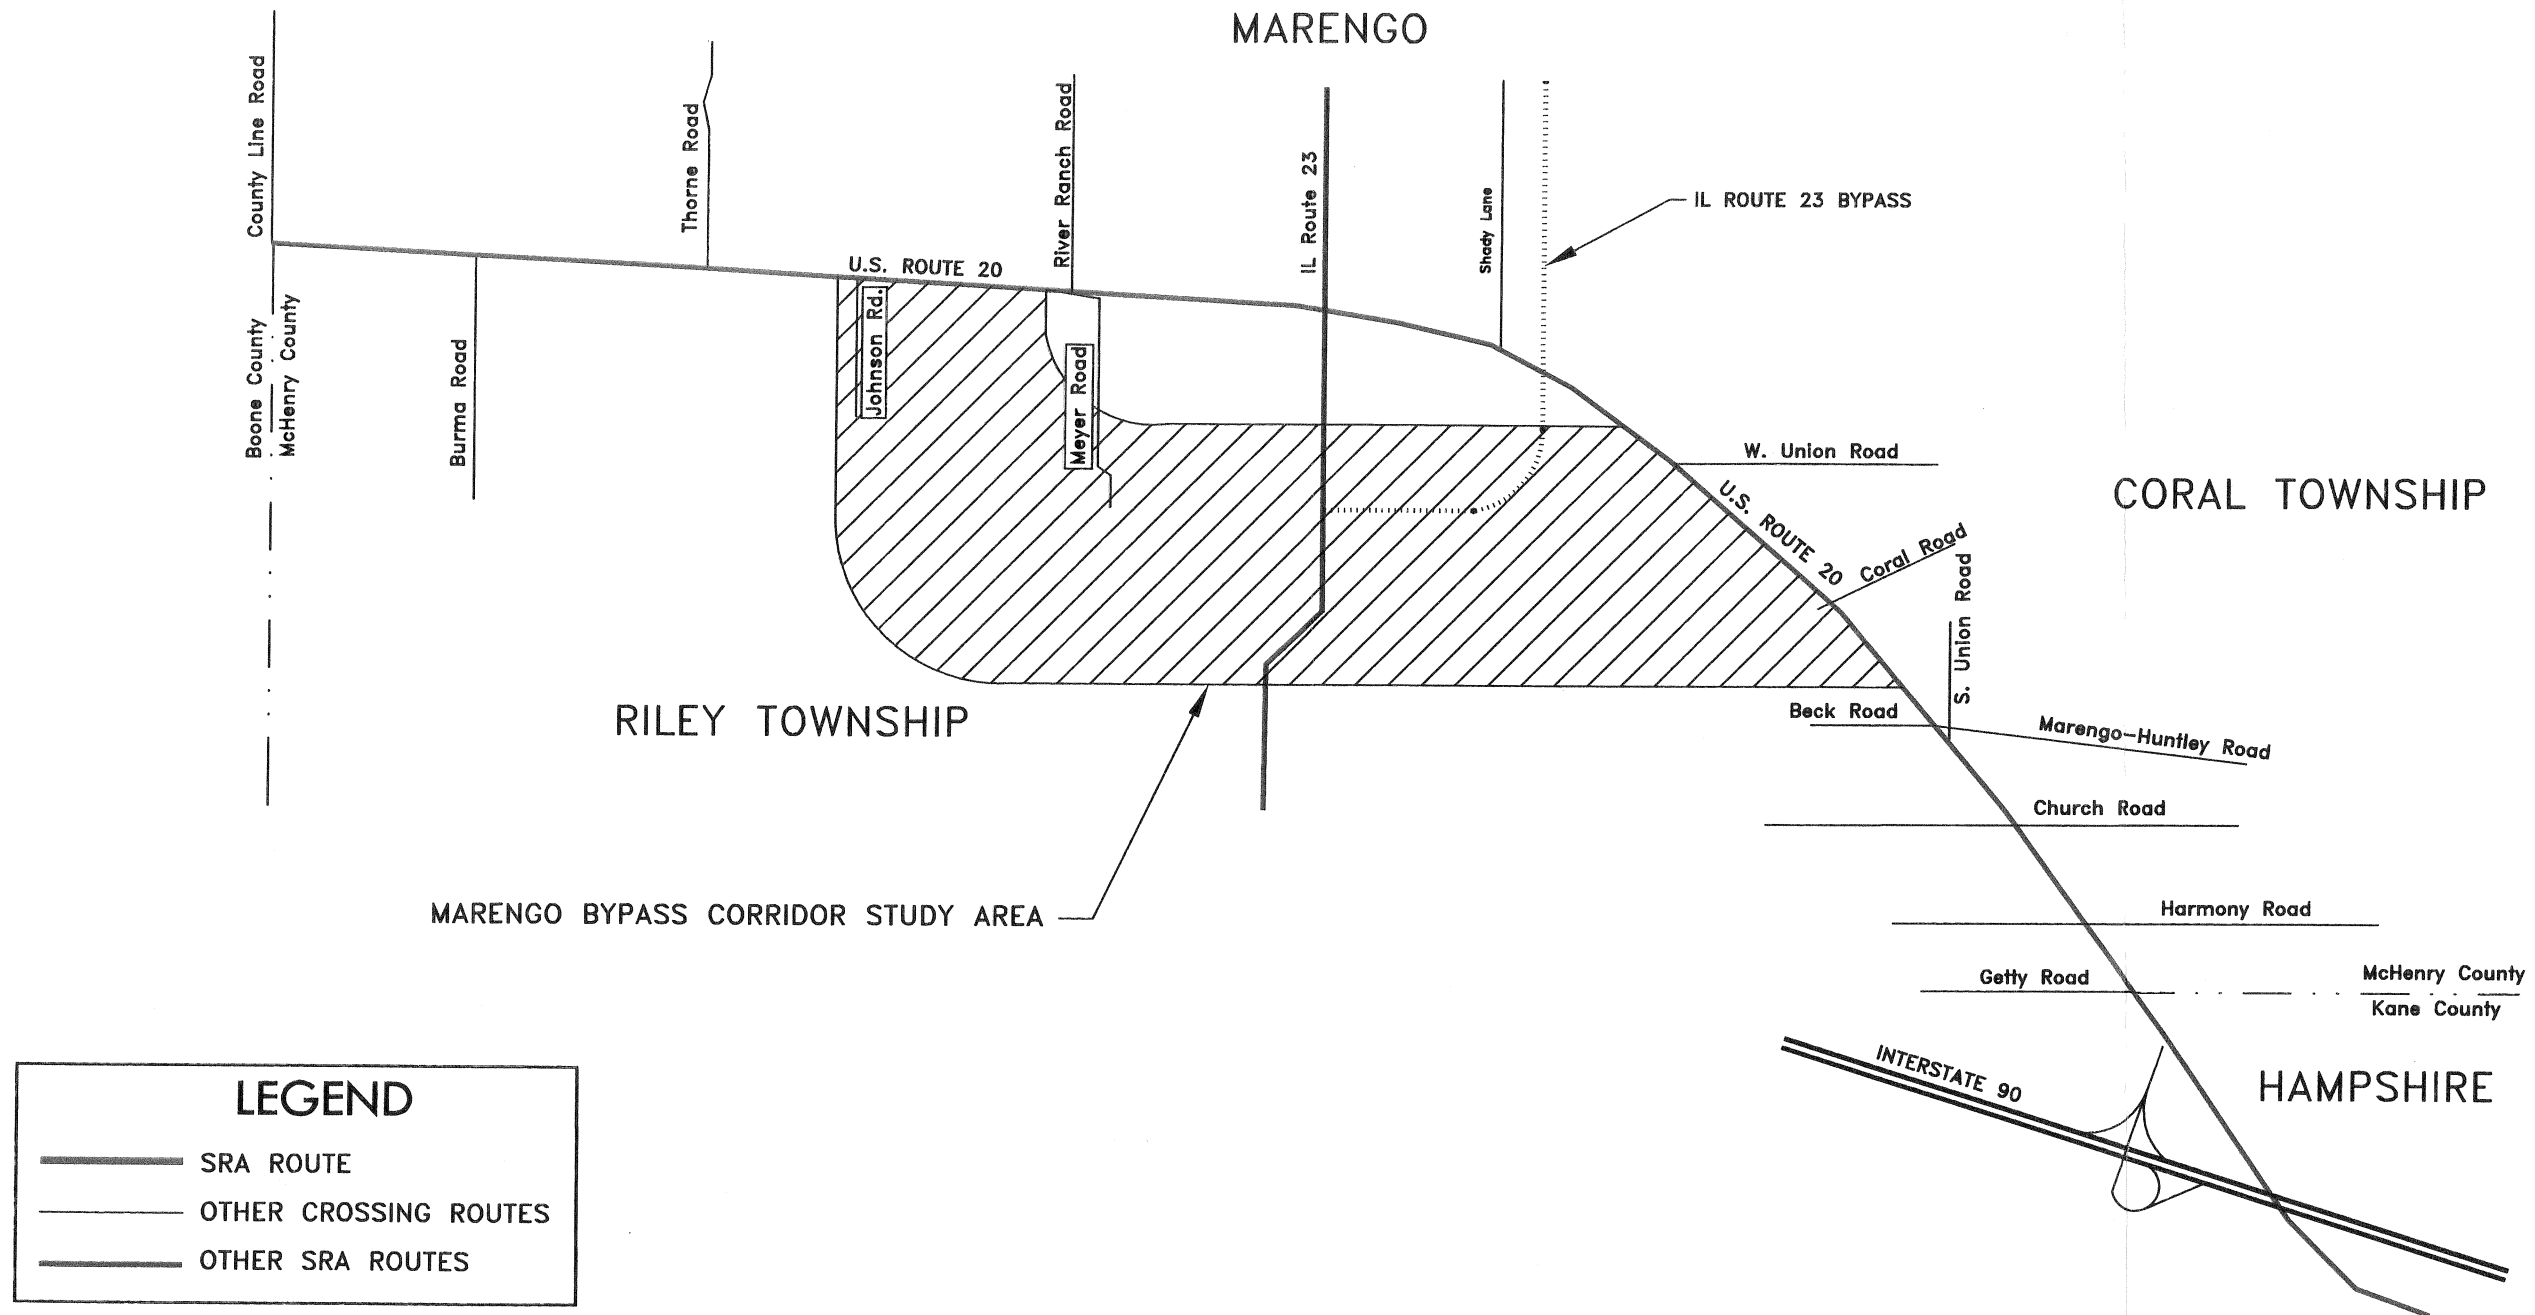 MARENGO
County Line Road
Thorne Road
River Ranch Road
IL Route 23
Shady Lane
IL ROUTE 23 BYPASS
U.S. ROUTE 20
Johnson Rd.
Boone County
McHenry County
Burma Road
Meyer Road
W. Union Road
U.S. ROUTE 20
CORAL TOWNSHIP
Coral Road
S. Union Road
RILEY TOWNSHIP
Beck Road
Marengo-Huntley Road
Church Road
MARENGO BYPASS CORRIDOR STUDY AREA
Harmony Road
Getty Road
McHenry County
Kane County
INTERSTATE 90
HAMPSHIRE
LEGEND
SRA ROUTE
OTHER CROSSING ROUTES
OTHER SRA ROUTES